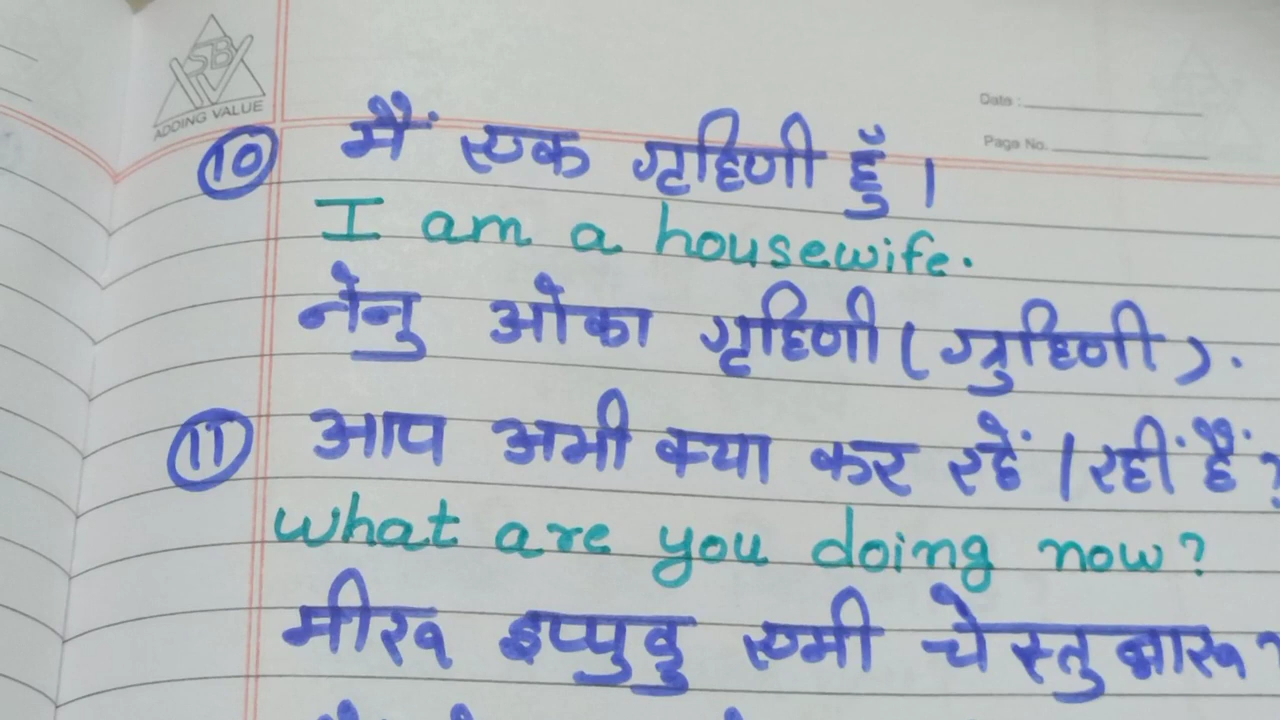 SBV
ADDING VALUE
Date :
Page No.
10 मैं एक गृहिणी हूँ।
I am a housewife.
नेनु ओका गृहिणी (ग्रुहिणी).
11 आप अभी क्या कर रहें / रहीं हैं?
What are you doing now?
मीरु इप्पुडु एमी चेस्तुन्नारु?